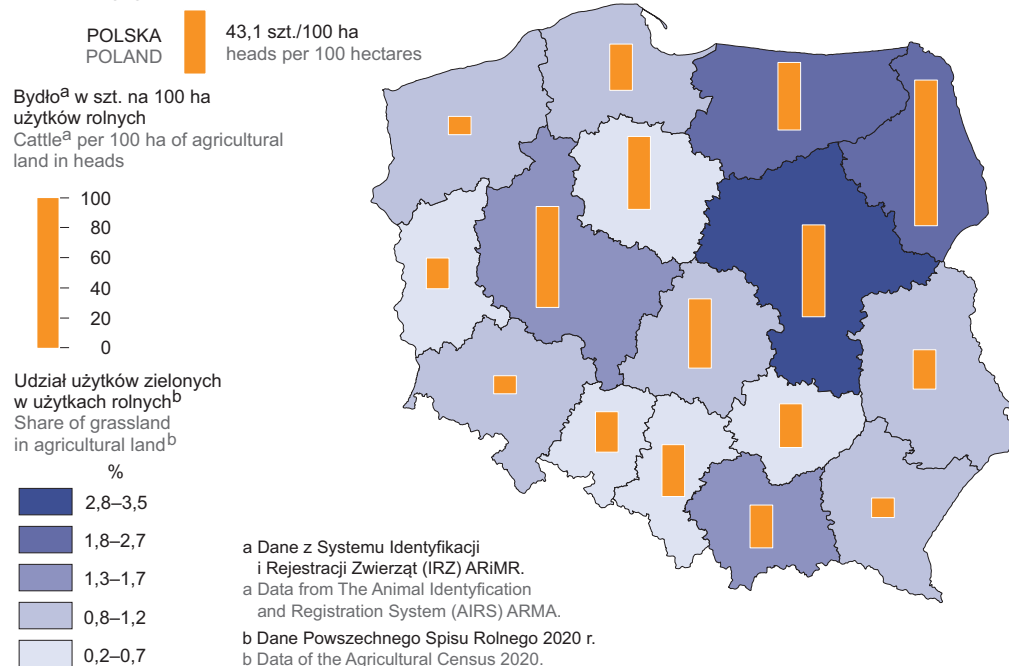 POLSKA
POLAND
43,1 szt./100 ha
heads per 100 hectares
Bydłoᵃ w szt. na 100 ha
użytków rolnych
Cattleᵃ per 100 ha of agricultural
land in heads
100
80
60
40
20
0
Udział użytków zielonych
w użytkach rolnychᵇ
Share of grassland
in agricultural landᵇ
%
2,8–3,5
1,8–2,7
1,3–1,7
0,8–1,2
0,2–0,7
a Dane z Systemu Identyfikacji
i Rejestracji Zwierząt (IRZ) ARiMR.
a Data from The Animal Identyfication
and Registration System (AIRS) ARMA.
b Dane Powszechnego Spisu Rolnego 2020 r.
b Data of the Agricultural Census 2020.